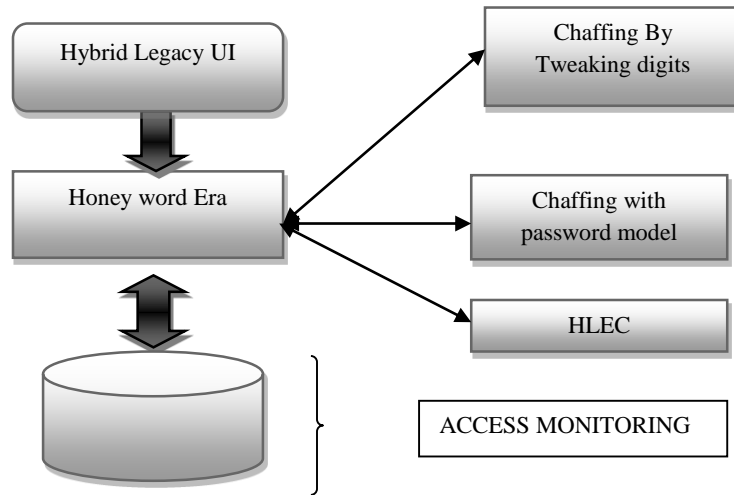 Hybrid Legacy UI
Chaffing By
Tweaking digits
Honey word Era
Chaffing with
password model
HLEC
ACCESS MONITORING